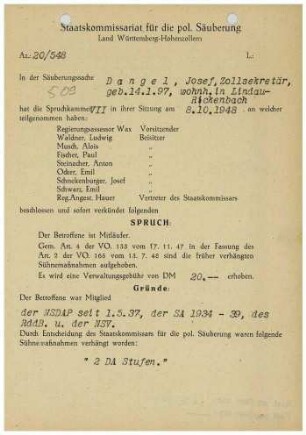 Staatskommissariat für die pol. Säuberung
Land Württemberg-Hohenzollern
Az.: 20/548
L:
In der Säuberungssache D a n g e l , Josef, Zollsekretär,
geb. 14.1.97, wohnh. in Lindau-
Rickenbach
hat die Spruchkammer VII in ihrer Sitzung am 8.10.1948, an welcher
teilgenommen haben:
Regierungsassessor Wax Vorsitzender
Waldner, Ludwig Beisitzer
Musch, Alois "
Fischer, Paul "
Steinacher, Anton "
Ocker, Emil "
Schneckenburger, Josef "
Schwarz, Emil "
Reg.Angest. Hauer Vertreter des Staatskommissars
beschlossen und sofort verkündet folgenden
SPRUCH:
Der Betroffene ist Mitläufer.
Gem. Art. 4 der VO. 133 vom 17. 11. 47 in der Fassung des
Art. 2 der VO. 165 vom 13. 7. 48 sind die früher verhängten
Sühnemaßnahmen aufgehoben.
Es wird eine Verwaltungsgebühr von DM 20.-- erhoben.
Gründe:
Der Betroffene war Mitglied
der NSDAP seit 1.5.37, der SA 1934 - 39, des
RddB. u. der NSV.
Durch Entscheidung des Staatskommissars für die pol. Säuberung waren folgende
Sühnemaßnahmen verhängt worden:
" 2 DA Stufen."